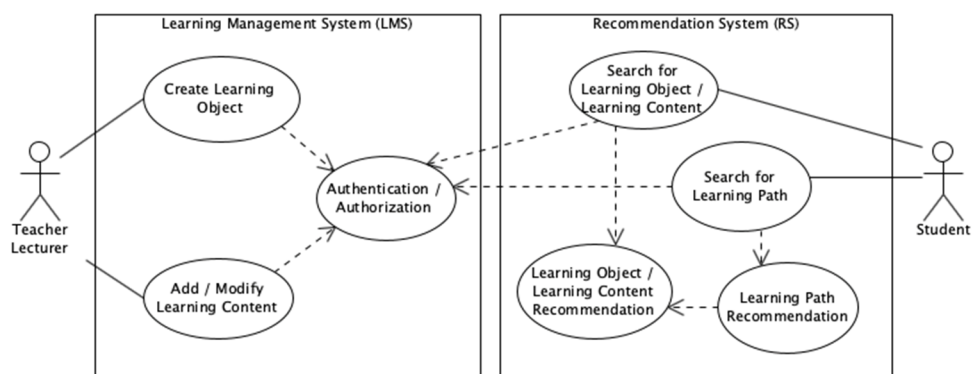 Learning Management System (LMS)
Recommendation System (RS)
Create Learning
Object
Search for
Learning Object /
Learning Content
Authentication /
Authorization
Search for
Learning Path
Teacher
Lecturer
Student
Add / Modify
Learning Content
Learning Object /
Learning Content
Recommendation
Learning Path
Recommendation